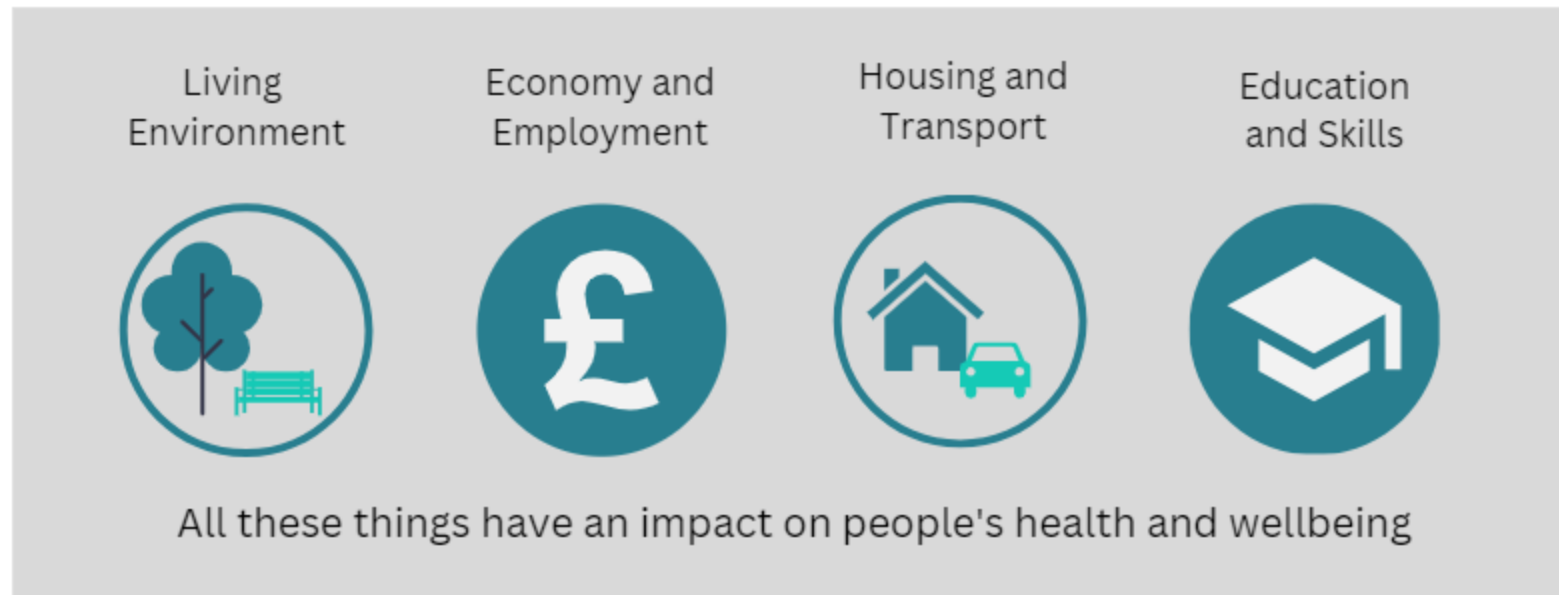 Living
Environment
Economy and
Employment
Housing and
Transport
Education
and Skills
£
All these things have an impact on people's health and wellbeing